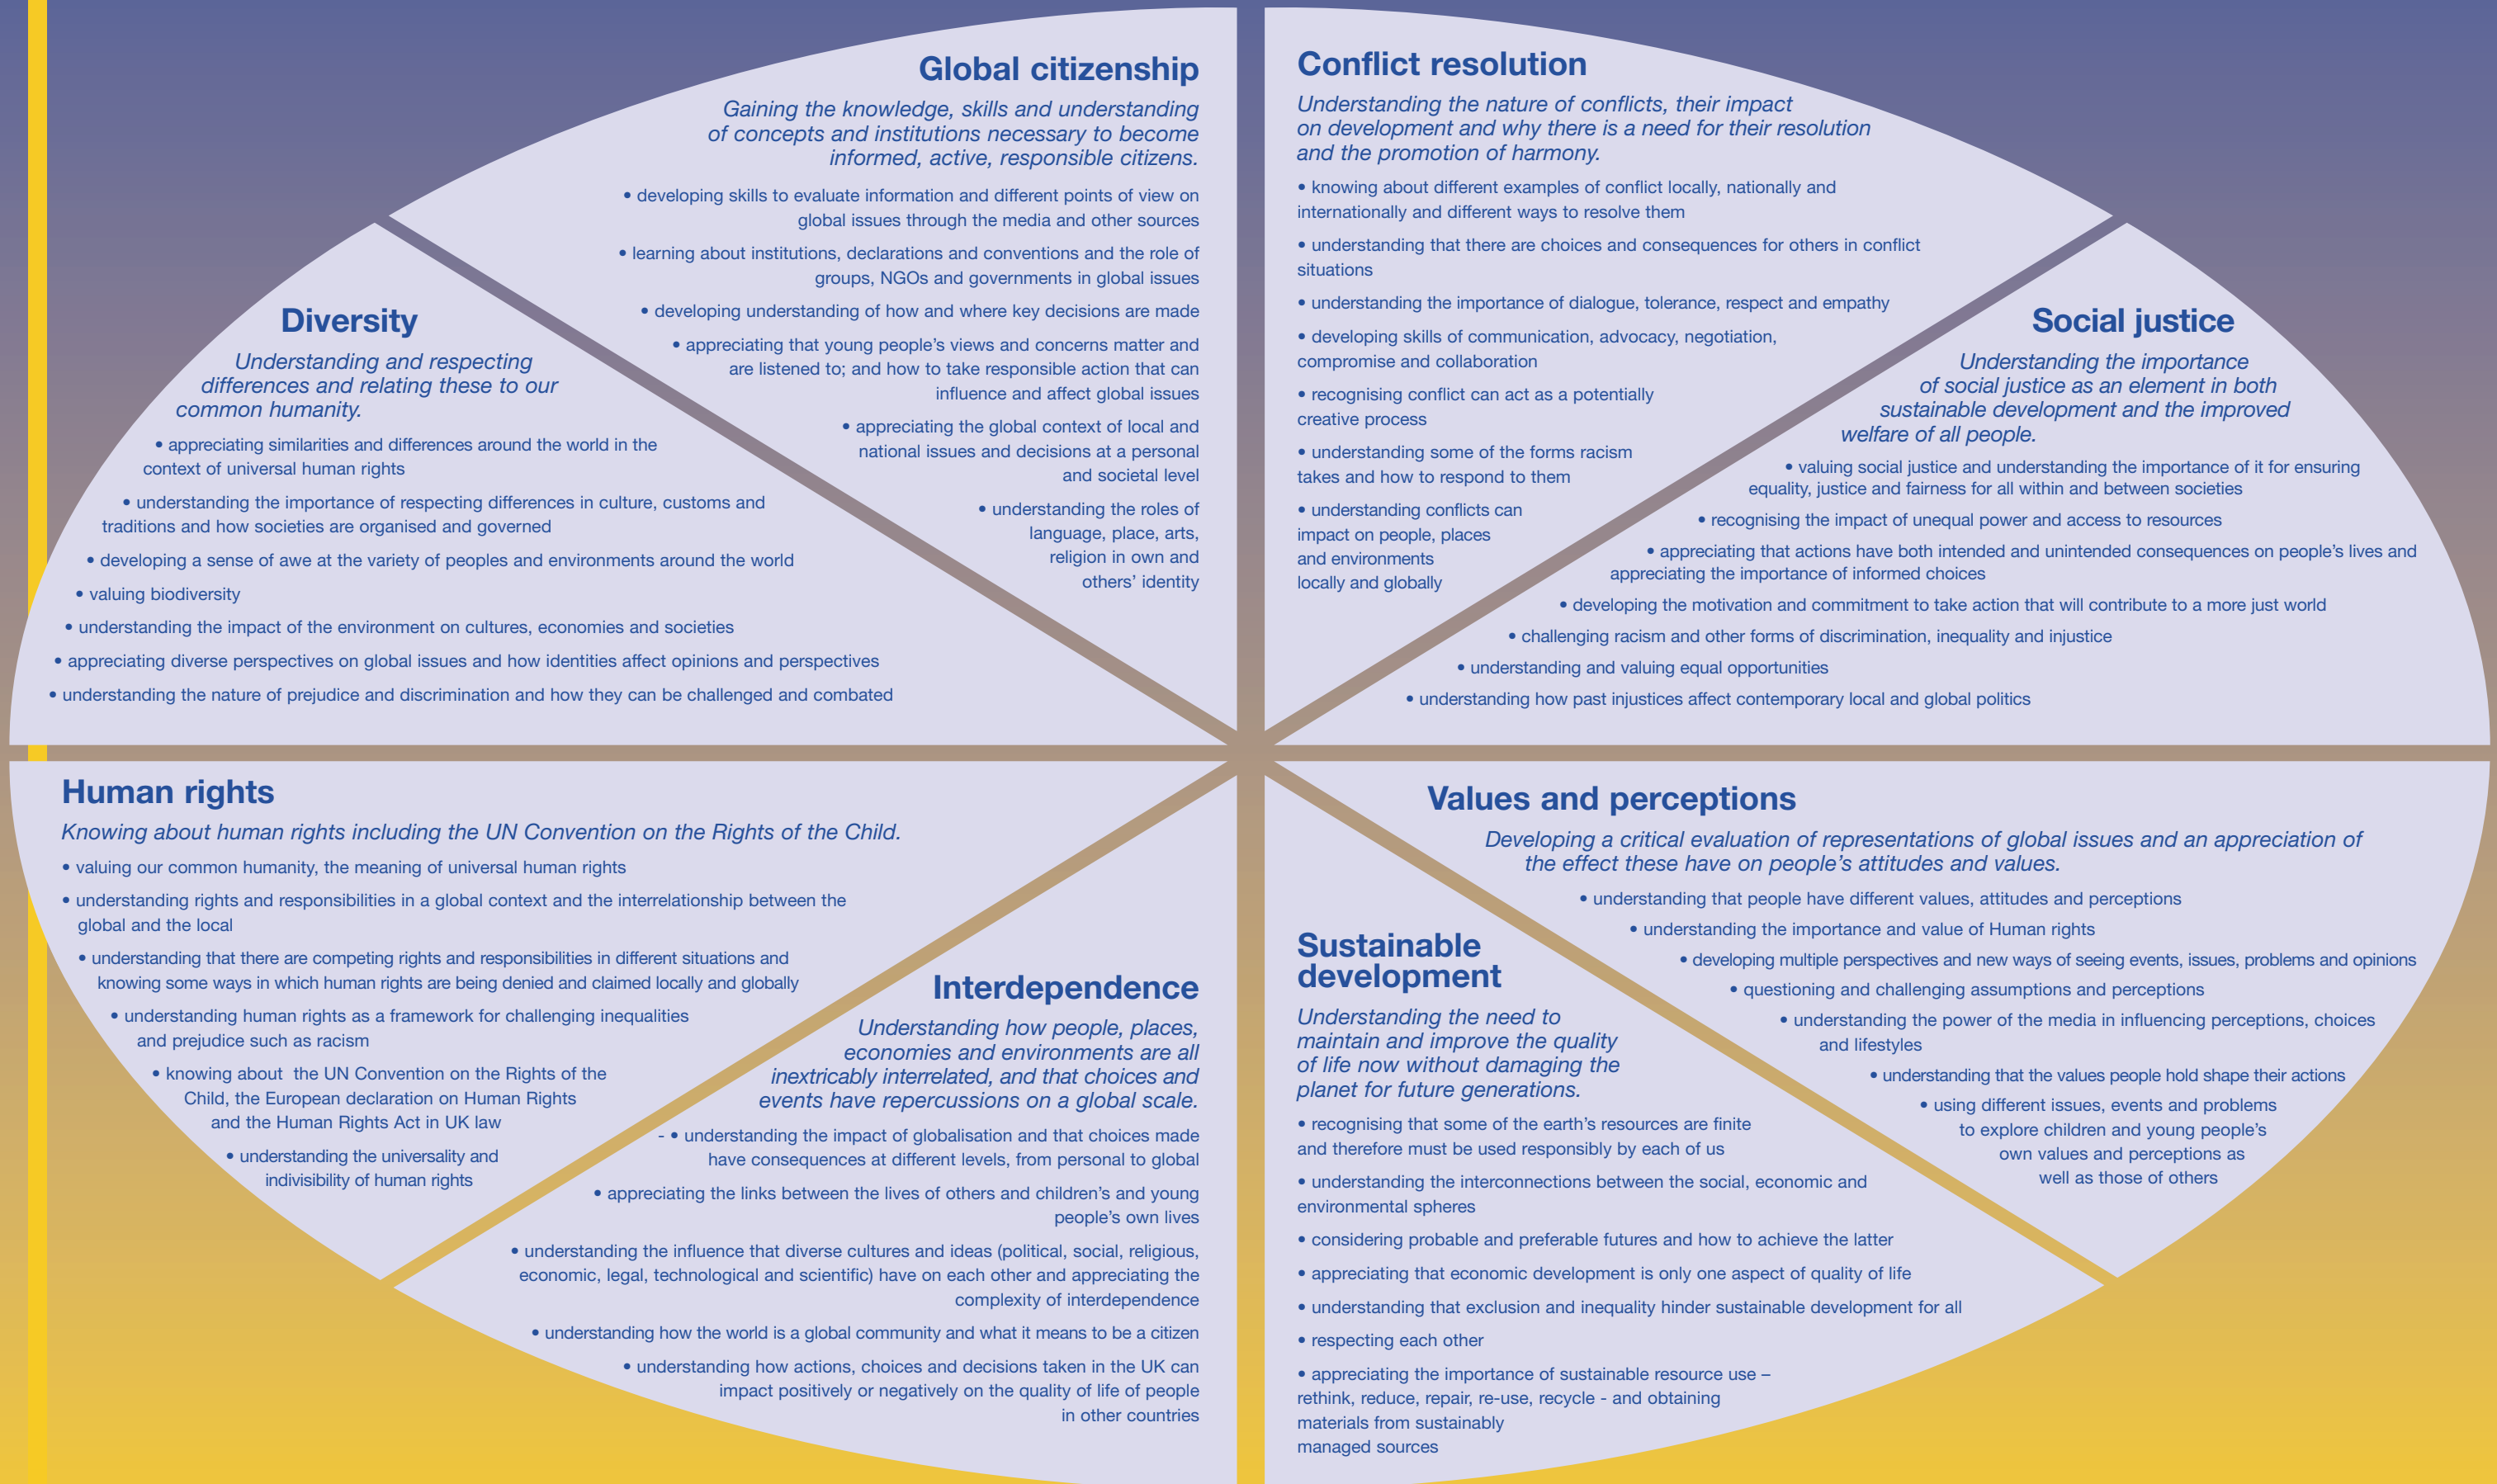 Global citizenship
Gaining the knowledge, skills and understanding
of concepts and institutions necessary to become
informed, active, responsible citizens.
• developing skills to evaluate information and different points of view on
global issues through the media and other sources
• learning about institutions, declarations and conventions and the role of
groups, NGOs and governments in global issues
• developing understanding of how and where key decisions are made
• appreciating that young people’s views and concerns matter and
are listened to; and how to take responsible action that can
influence and affect global issues
• appreciating the global context of local and
national issues and decisions at a personal
and societal level
• understanding the roles of
language, place, arts,
religion in own and
others’ identity
Conflict resolution
Understanding the nature of conflicts, their impact
on development and why there is a need for their resolution
and the promotion of harmony.
• knowing about different examples of conflict locally, nationally and
internationally and different ways to resolve them
• understanding that there are choices and consequences for others in conflict
situations
• understanding the importance of dialogue, tolerance, respect and empathy
• developing skills of communication, advocacy, negotiation,
compromise and collaboration
• recognising conflict can act as a potentially
creative process
• understanding some of the forms racism
takes and how to respond to them
• understanding conflicts can
impact on people, places
and environments
locally and globally
Diversity
Understanding and respecting
differences and relating these to our
common humanity.
• appreciating similarities and differences around the world in the
context of universal human rights
• understanding the importance of respecting differences in culture, customs and
traditions and how societies are organised and governed
• developing a sense of awe at the variety of peoples and environments around the world
• valuing biodiversity
• understanding the impact of the environment on cultures, economies and societies
• appreciating diverse perspectives on global issues and how identities affect opinions and perspectives
• understanding the nature of prejudice and discrimination and how they can be challenged and combated
Social justice
Understanding the importance
of social justice as an element in both
sustainable development and the improved
welfare of all people.
• valuing social justice and understanding the importance of it for ensuring
equality, justice and fairness for all within and between societies
• recognising the impact of unequal power and access to resources
• appreciating that actions have both intended and unintended consequences on people’s lives and
appreciating the importance of informed choices
• developing the motivation and commitment to take action that will contribute to a more just world
• challenging racism and other forms of discrimination, inequality and injustice
• understanding and valuing equal opportunities
• understanding how past injustices affect contemporary local and global politics
Human rights
Knowing about human rights including the UN Convention on the Rights of the Child.
• valuing our common humanity, the meaning of universal human rights
• understanding rights and responsibilities in a global context and the interrelationship between the
global and the local
• understanding that there are competing rights and responsibilities in different situations and
knowing some ways in which human rights are being denied and claimed locally and globally
• understanding human rights as a framework for challenging inequalities
and prejudice such as racism
• knowing about the UN Convention on the Rights of the
Child, the European declaration on Human Rights
and the Human Rights Act in UK law
• understanding the universality and
indivisibility of human rights
Interdependence
Understanding how people, places,
economies and environments are all
inextricably interrelated, and that choices and
events have repercussions on a global scale.
- • understanding the impact of globalisation and that choices made
have consequences at different levels, from personal to global
• appreciating the links between the lives of others and children’s and young
people’s own lives
• understanding the influence that diverse cultures and ideas (political, social, religious,
economic, legal, technological and scientific) have on each other and appreciating the
complexity of interdependence
• understanding how the world is a global community and what it means to be a citizen
• understanding how actions, choices and decisions taken in the UK can
impact positively or negatively on the quality of life of people
in other countries
Values and perceptions
Developing a critical evaluation of representations of global issues and an appreciation of
the effect these have on people’s attitudes and values.
• understanding that people have different values, attitudes and perceptions
• understanding the importance and value of Human rights
• developing multiple perspectives and new ways of seeing events, issues, problems and opinions
• questioning and challenging assumptions and perceptions
• understanding the power of the media in influencing perceptions, choices
and lifestyles
• understanding that the values people hold shape their actions
• using different issues, events and problems
to explore children and young people’s
own values and perceptions as
well as those of others
Sustainable
development
Understanding the need to
maintain and improve the quality
of life now without damaging the
planet for future generations.
• recognising that some of the earth’s resources are finite
and therefore must be used responsibly by each of us
• understanding the interconnections between the social, economic and
environmental spheres
• considering probable and preferable futures and how to achieve the latter
• appreciating that economic development is only one aspect of quality of life
• understanding that exclusion and inequality hinder sustainable development for all
• respecting each other
• appreciating the importance of sustainable resource use –
rethink, reduce, repair, re-use, recycle - and obtaining
materials from sustainably
managed sources